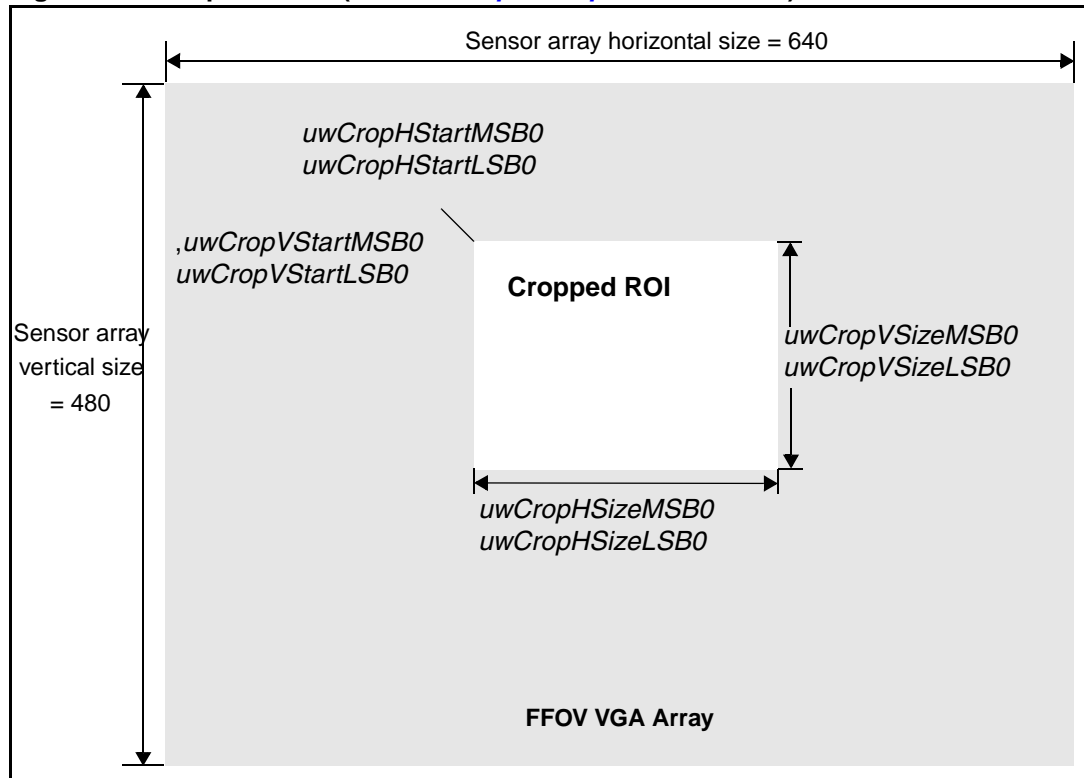 Sensor array horizontal size = 640
uwCropHStartMSB0
uwCropHStartLSB0
,uwCropVStartMSB0
uwCropVStartLSB0
Cropped ROI
Sensor array
vertical size
= 480
uwCropVSizeMSB0
uwCropVSizeLSB0
uwCropHSizeMSB0
uwCropHSizeLSB0
FFOV VGA Array